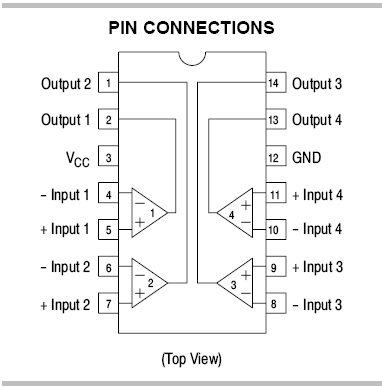 PIN CONNECTIONS
Output 2 1 14 Output 3
Output 1 2 13 Output 4
VCC 3 12 GND
– Input 1 4 – 11 + Input 4
1 + 4
+ Input 1 5 + – 10 – Input 4
– Input 2 6 – + 9 + Input 3
2 3
+ Input 2 7 + – 8 – Input 3
(Top View)